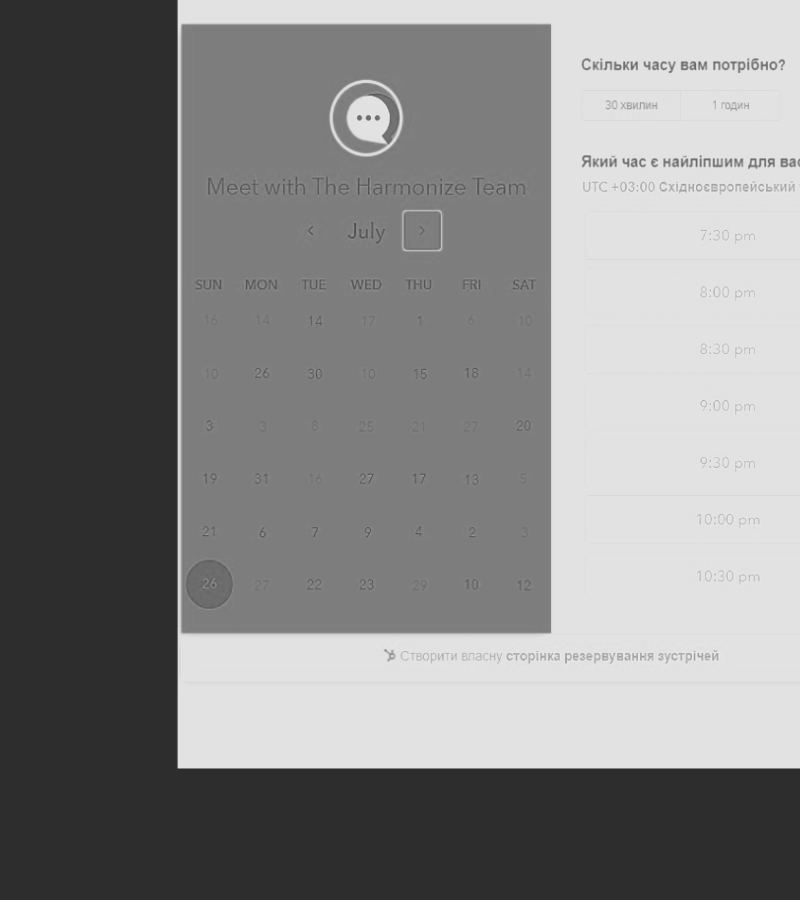 Meet with The Harmonize Team
July
SUN MON TUE WED THU FRI SAT
16 14 14 17 1 6 10
10 26 30 10 15 18 14
3 3 8 25 21 27 20
19 31 16 27 17 13 5
21 6 7 9 4 2 3
26 27 22 23 29 10 12
Скільки часу вам потрібно?
30 хвилин 1 годин
Який час є найліпшим для вас
UTC +03:00 Східноєвропейський
7:30 pm
8:00 pm
8:30 pm
9:00 pm
9:30 pm
10:00 pm
10:30 pm
Створити власну сторінка резервування зустрічей